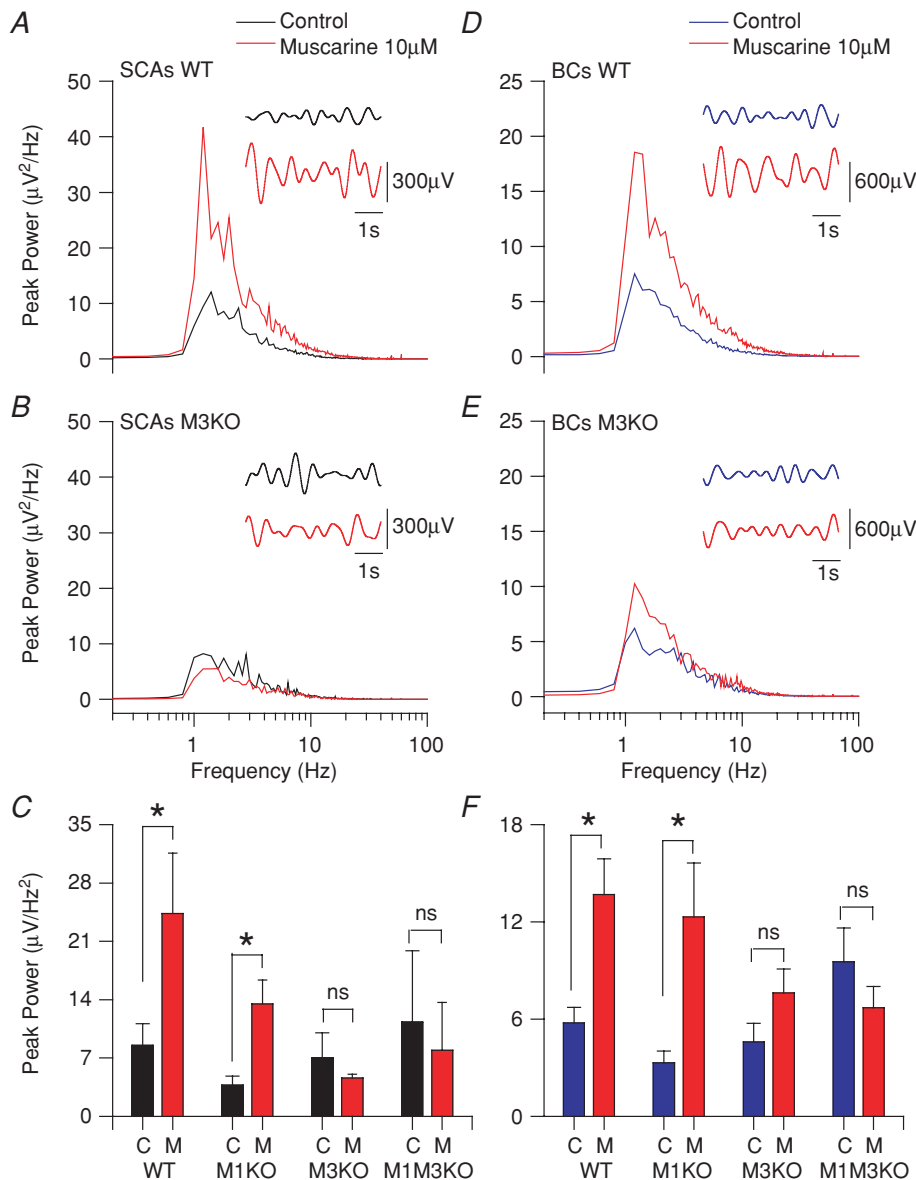 A
Control
Muscarine 10μM
SCAs WT
50
40
30
20
10
0
Peak Power (μV²/Hz)
300μV
1s
B
SCAs M3KO
50
40
30
20
10
0
Peak Power (μV²/Hz)
300μV
1s
1 10 100
Frequency (Hz)
C
35
28
21
14
7
0
Peak Power (μV/Hz²)
*
*
ns
ns
C M C M C M C M
WT M1KO M3KO M1M3KO
D
Control
Muscarine 10μM
BCs WT
25
20
15
10
5
0
600μV
1s
E
BCs M3KO
25
20
15
10
5
0
600μV
1s
1 10 100
Frequency (Hz)
F
18
12
6
0
*
*
ns
ns
C M C M C M C M
WT M1KO M3KO M1M3KO